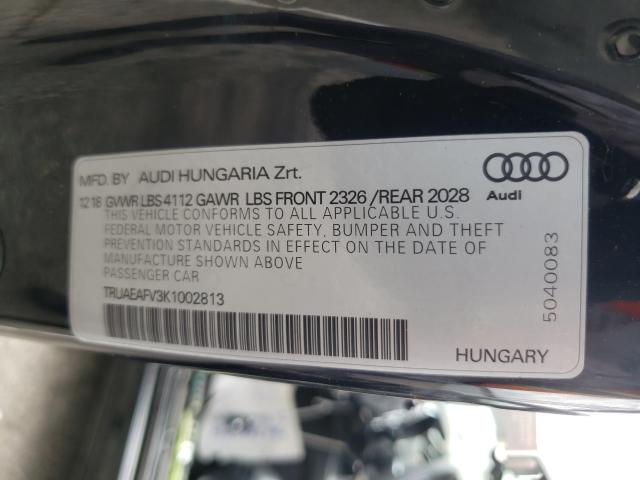 MFD. BY AUDI HUNGARIA Zrt.
12 18 GVWR LBS 4112 GAWR LBS FRONT 2326 /REAR 2028
THIS VEHICLE CONFORMS TO ALL APPLICABLE U.S.
FEDERAL MOTOR VEHICLE SAFETY, BUMPER AND THEFT
PREVENTION STANDARDS IN EFFECT ON THE DATE OF
MANUFACTURE SHOWN ABOVE
PASSENGER CAR
TRUAEAFV3K1002813
Audi
5040083
HUNGARY